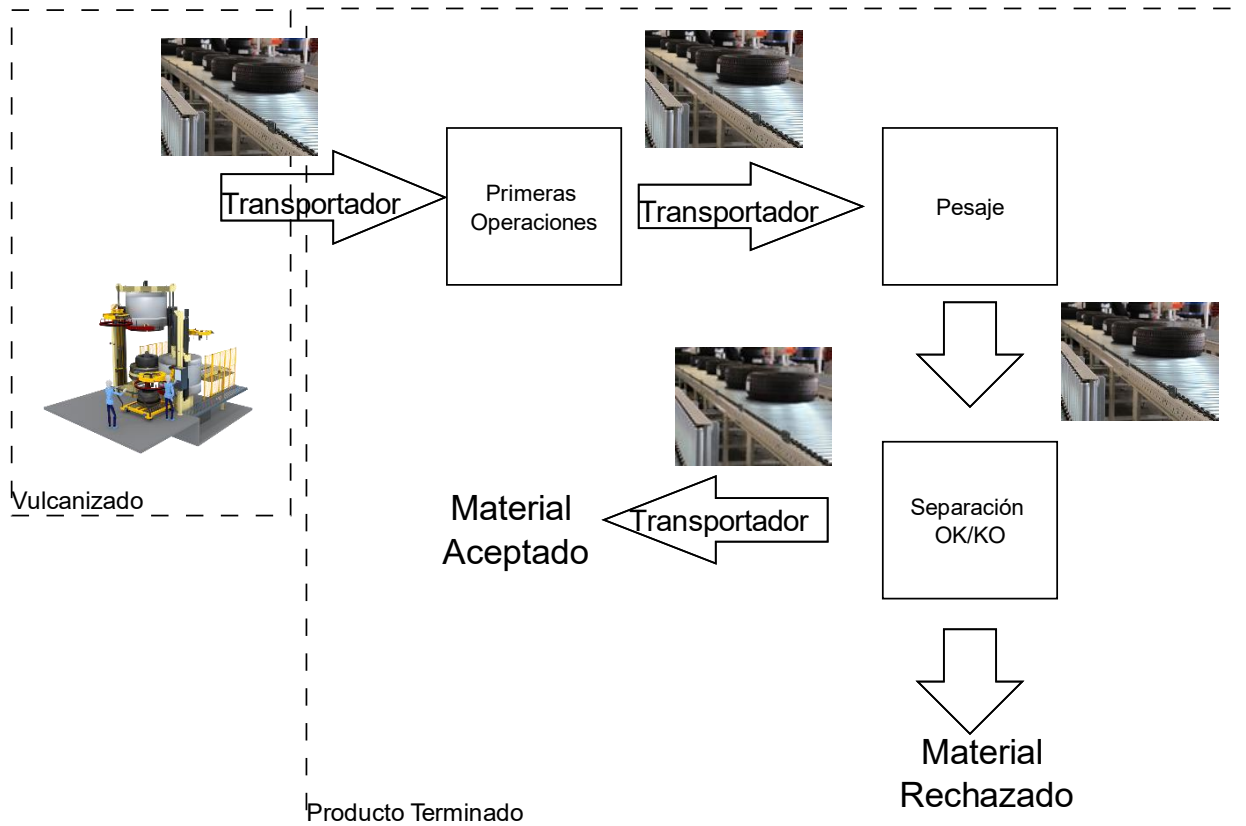 Transportador
Primeras
Operaciones
Transportador
Pesaje
Vulcanizado
Material
Aceptado
Transportador
Separación
OK/KO
Material
Rechazado
Producto Terminado